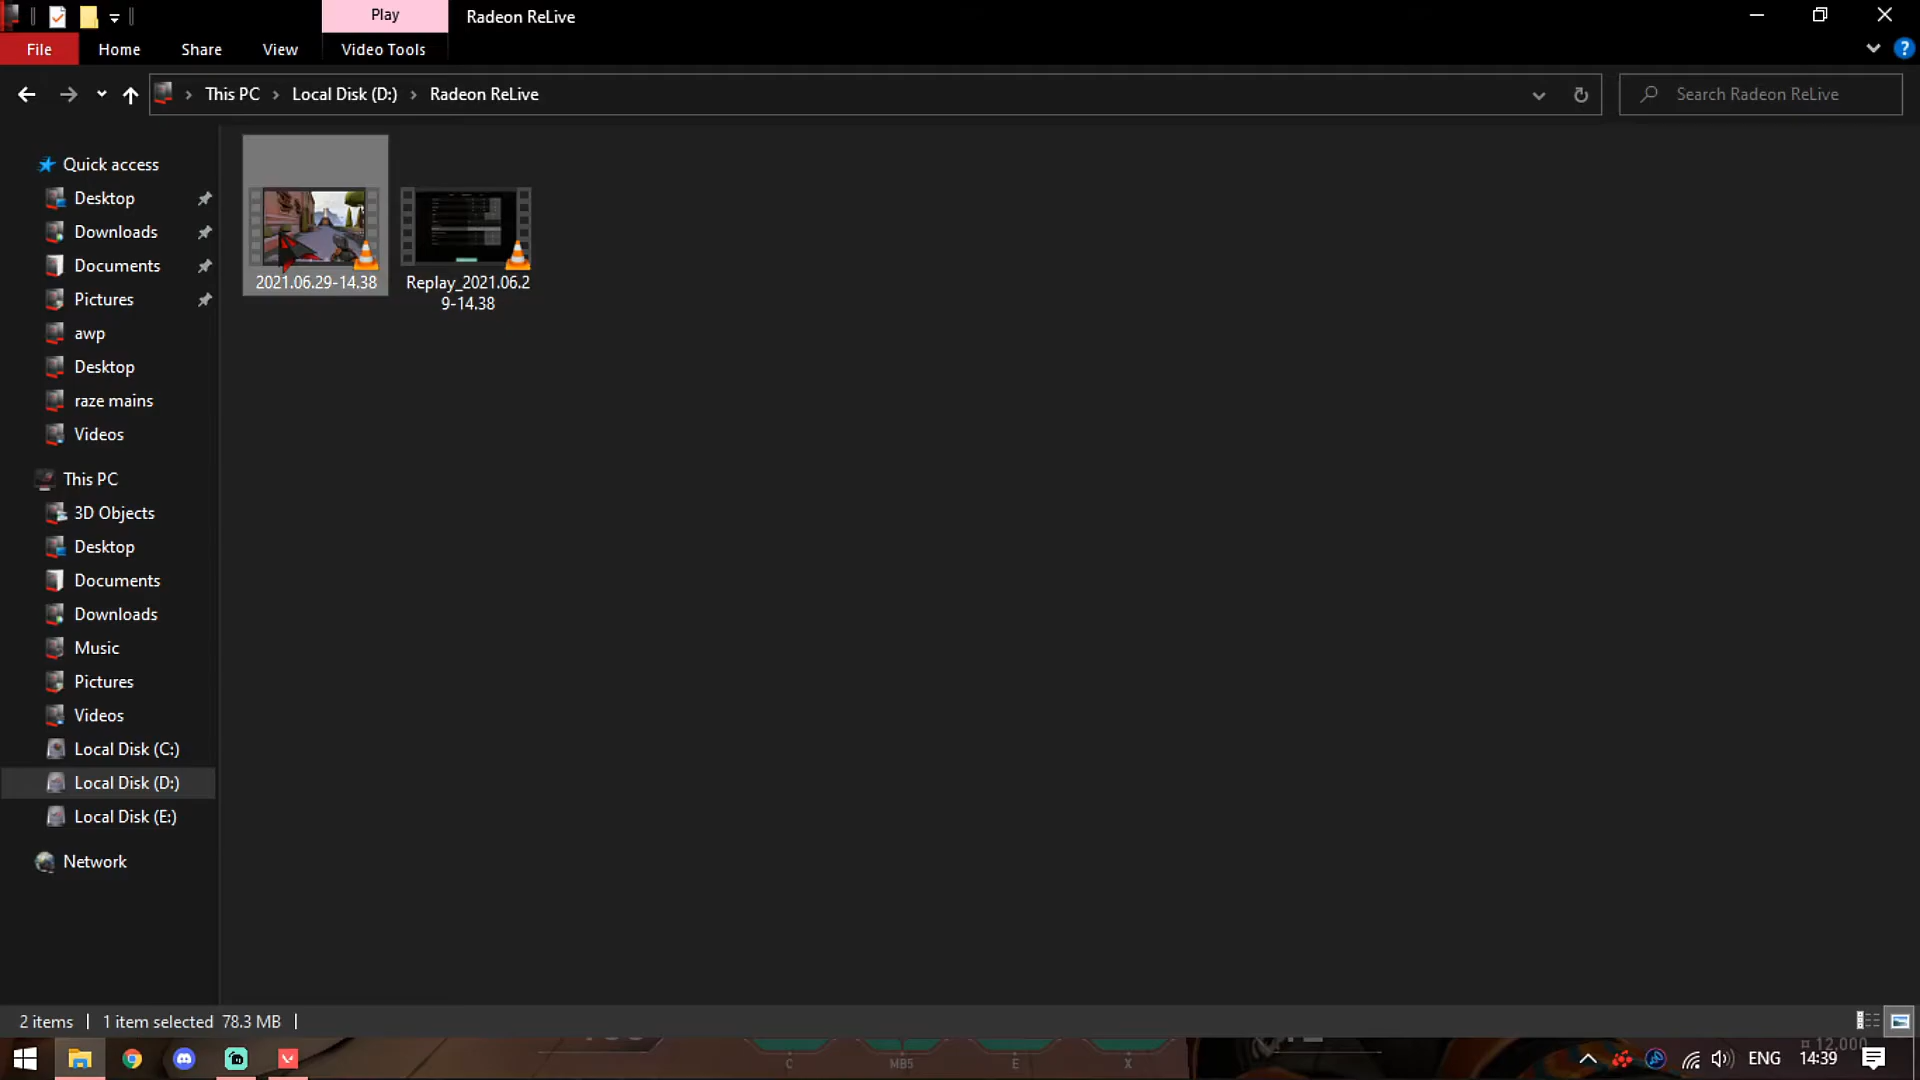 Play
Radeon ReLive
File
Home
Share
View
Video Tools
This PC
Local Disk (D:)
Radeon ReLive
Search Radeon ReLive
Quick access
Desktop
Downloads
Documents
Pictures
awp
Desktop
raze mains
Videos
This PC
3D Objects
Desktop
Documents
Downloads
Music
Pictures
Videos
Local Disk (C:)
Local Disk (D:)
Local Disk (E:)
Network
2021.06.29-14.38
Replay_2021.06.2
9-14.38
2 items
1 item selected 78.3 MB
C
MB5
E
X
12,000
ENG
14:39